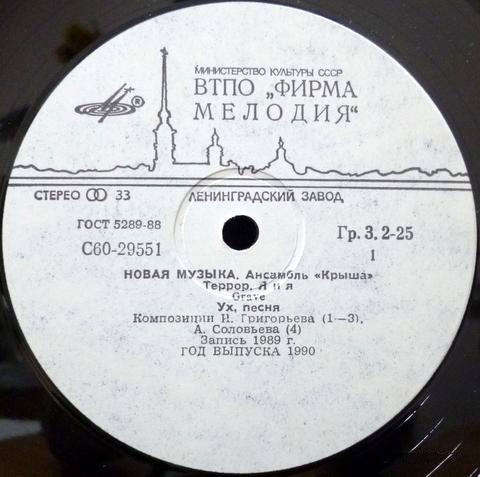 МИНИСТЕРСТВО КУЛЬТУРЫ СССР
ВТПО „ФИРМА
МЕЛОДИЯ“
®
СТЕРЕО 33 ЛЕНИНГРАДСКИЙ ЗАВОД
ГОСТ 5289-88
С60-29551
Гр. 3. 2-25
1
НОВАЯ МУЗЫКА. Ансамбль «Крыша»
Террор. Я и я
Grave
Ух, песня
Композиции И. Григорьева (1—3),
А. Соловьева (4)
Запись 1989 г.
ГОД ВЫПУСКА 1990